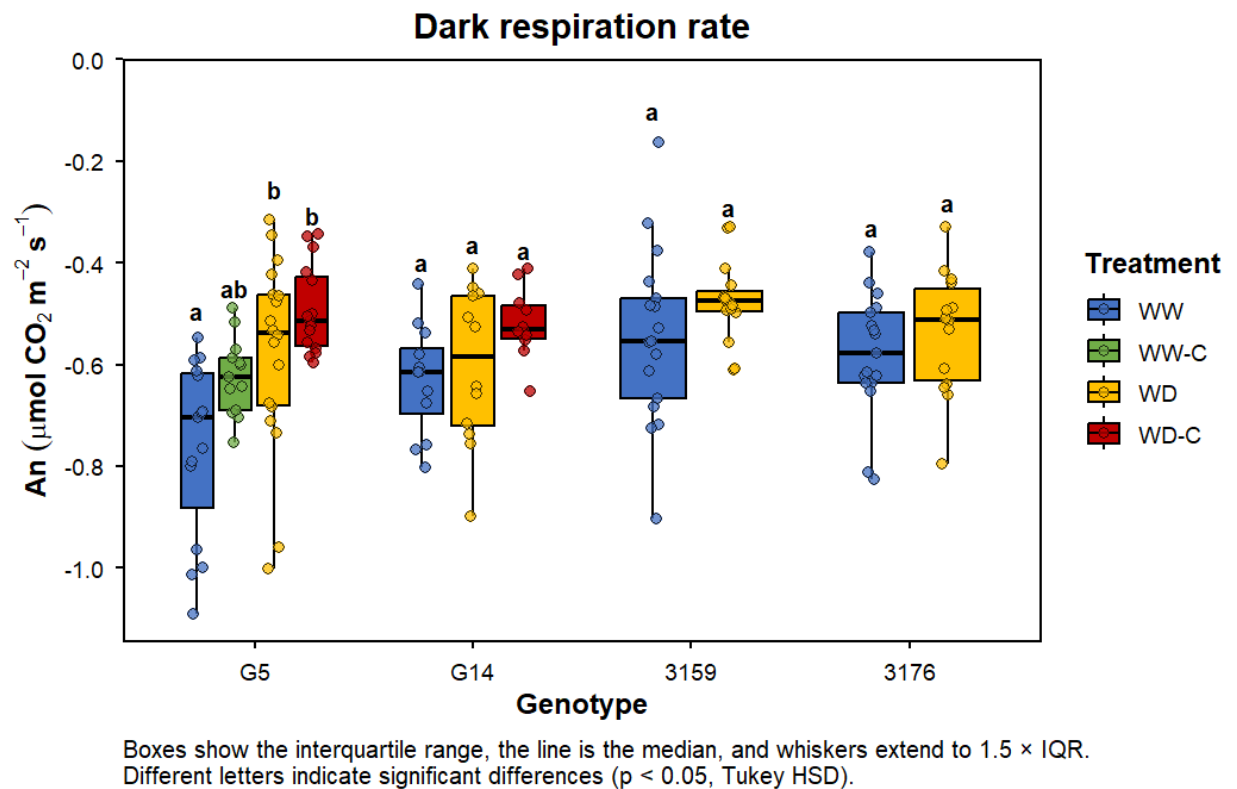 Dark respiration rate
0.0
-0.2
-0.4
-0.6
-0.8
-1.0
An (μmol CO₂ m⁻² s⁻¹)
a
ab
b
b
a
a
a
a
a
a
a
G5
G14
3159
3176
Genotype
Treatment
WW
WW-C
WD
WD-C
Boxes show the interquartile range, the line is the median, and whiskers extend to 1.5 × IQR.
Different letters indicate significant differences (p < 0.05, Tukey HSD).